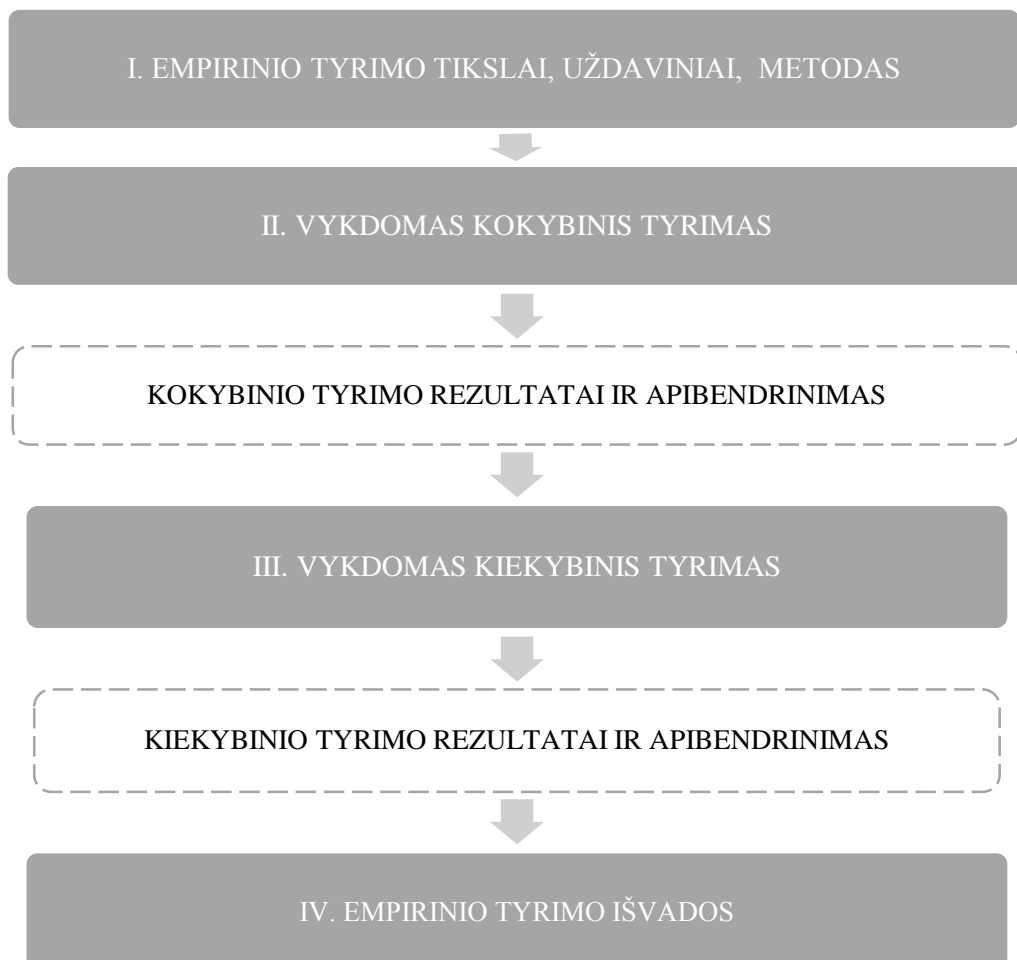 I. EMPIRINIO TYRIMO TIKSLAI, UŽDAVINIAI, METODAS
II. VYKDOMAS KOKYBINIS TYRIMAS
KOKYBINIO TYRIMO REZULTATAI IR APIBENDRINIMAS
III. VYKDOMAS KIEKYBINIS TYRIMAS
KIEKYBINIO TYRIMO REZULTATAI IR APIBENDRINIMAS
IV. EMPIRINIO TYRIMO IŠVADOS